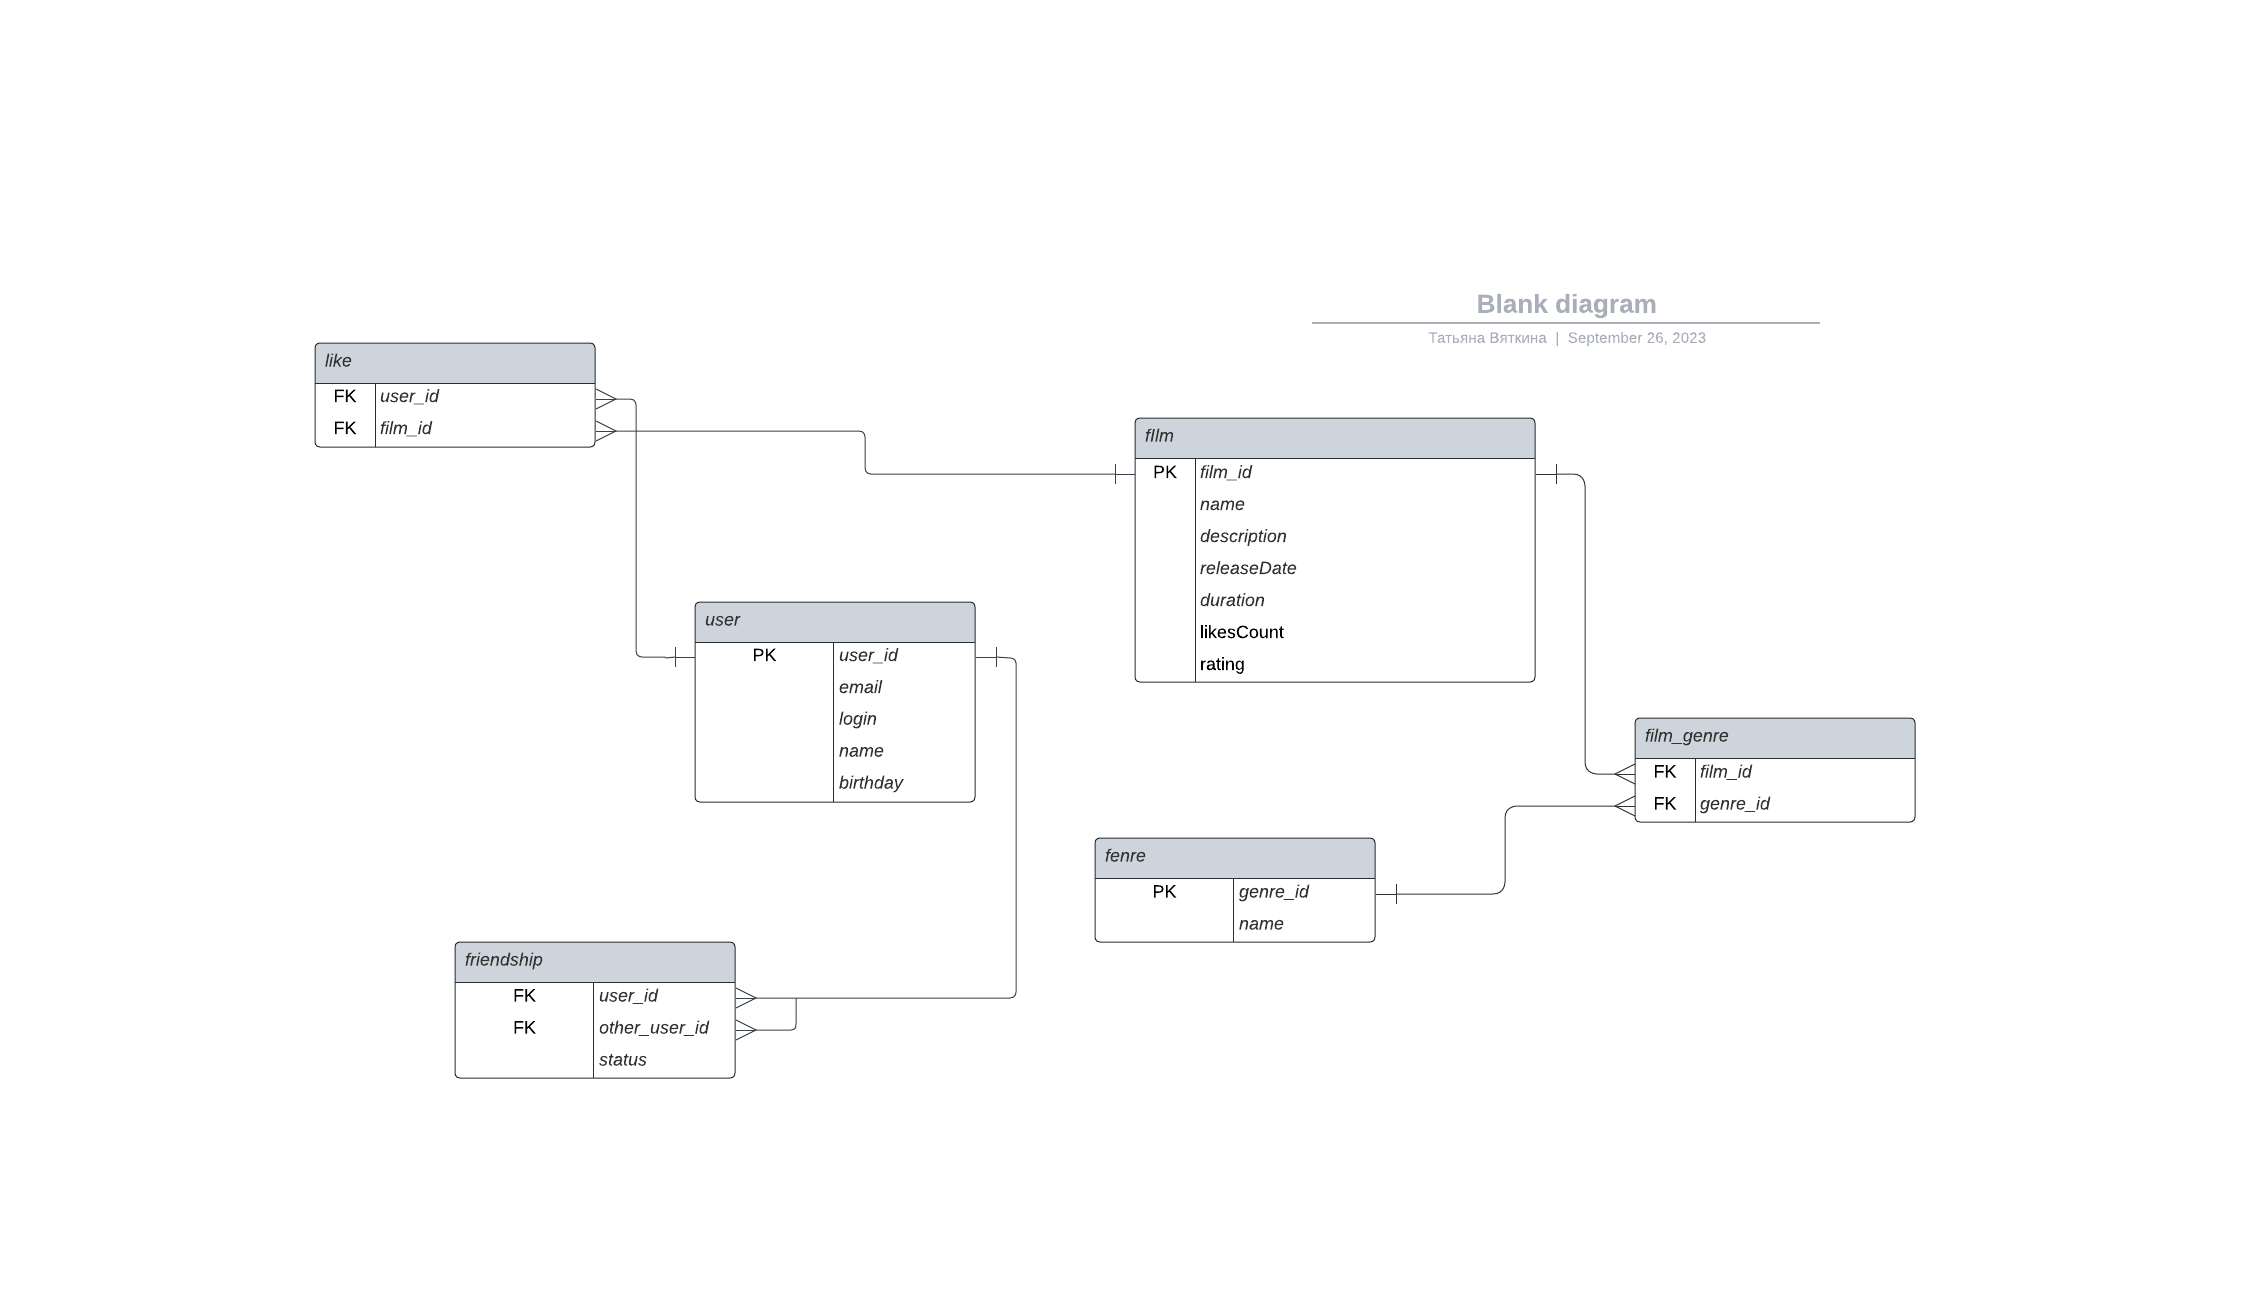 Blank diagram
Татьяна Вяткина | September 26, 2023
like
FK user_id
FK film_id
fIlm
PK film_id
name
description
releaseDate
duration
likesCount
rating
user
PK user_id
email
login
name
birthday
film_genre
FK film_id
FK genre_id
fenre
PK genre_id
name
friendship
FK user_id
FK other_user_id
status